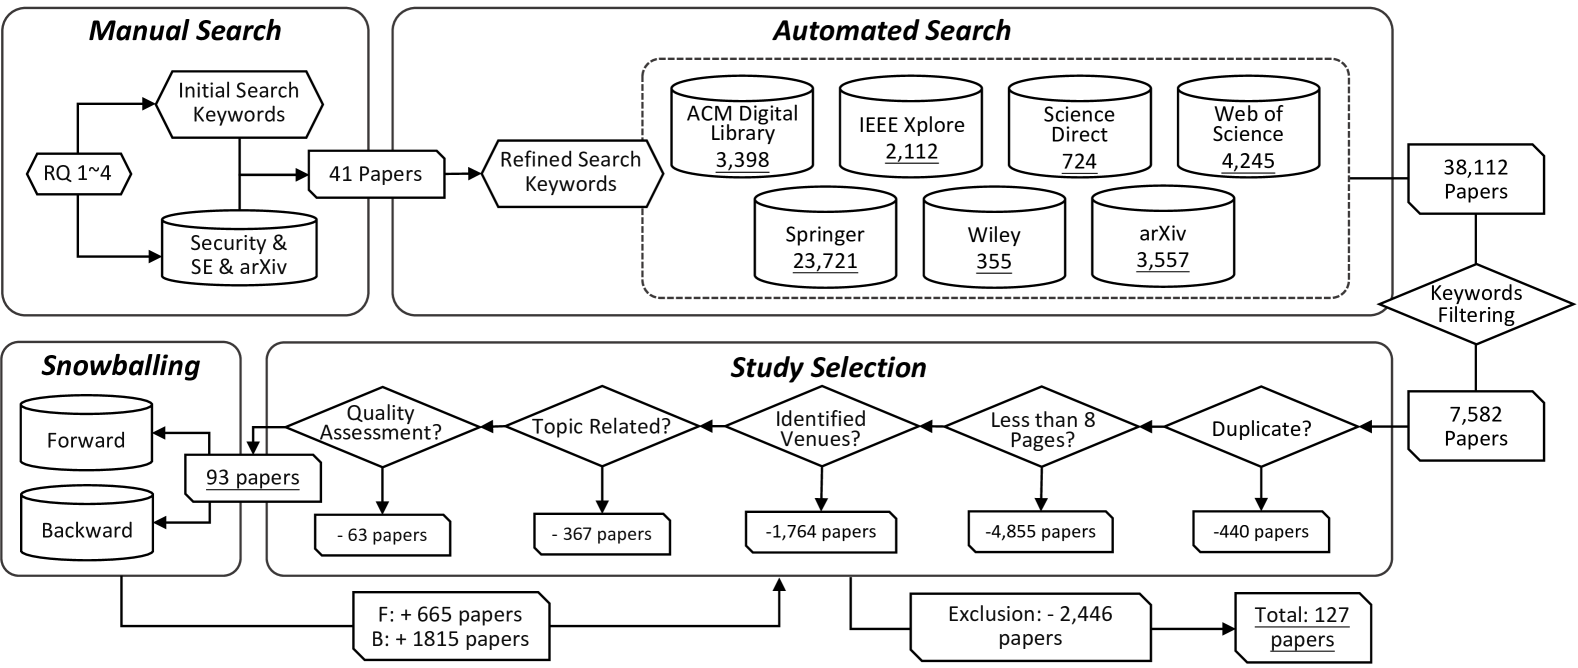 Manual Search
Initial Search
Keywords
RQ 1~4
41 Papers
Security &
SE & arXiv
Automated Search
Refined Search
Keywords
ACM Digital
Library
3,398
IEEE Xplore
2,112
Science
Direct
724
Web of
Science
4,245
Springer
23,721
Wiley
355
arXiv
3,557
38,112
Papers
Keywords
Filtering
7,582
Papers
Snowballing
Forward
Backward
93 papers
Study Selection
Quality
Assessment?
Topic Related?
Identified
Venues?
Less than 8
Pages?
Duplicate?
- 63 papers
- 367 papers
-1,764 papers
-4,855 papers
-440 papers
F: + 665 papers
B: + 1815 papers
Exclusion: - 2,446
papers
Total: 127
papers